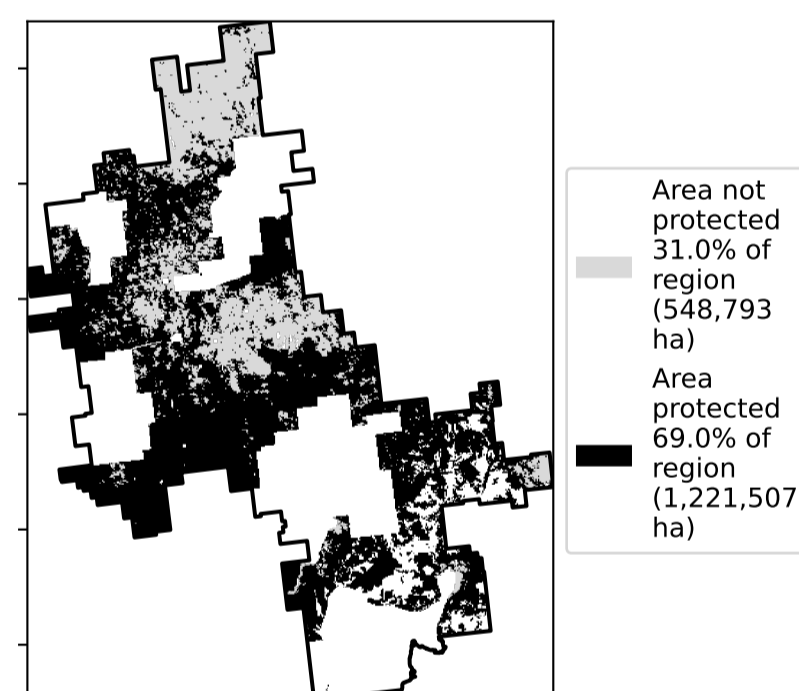 Area not
protected
31.0% of
region
(548,793
ha)
Area
protected
69.0% of
region
(1,221,507
ha)